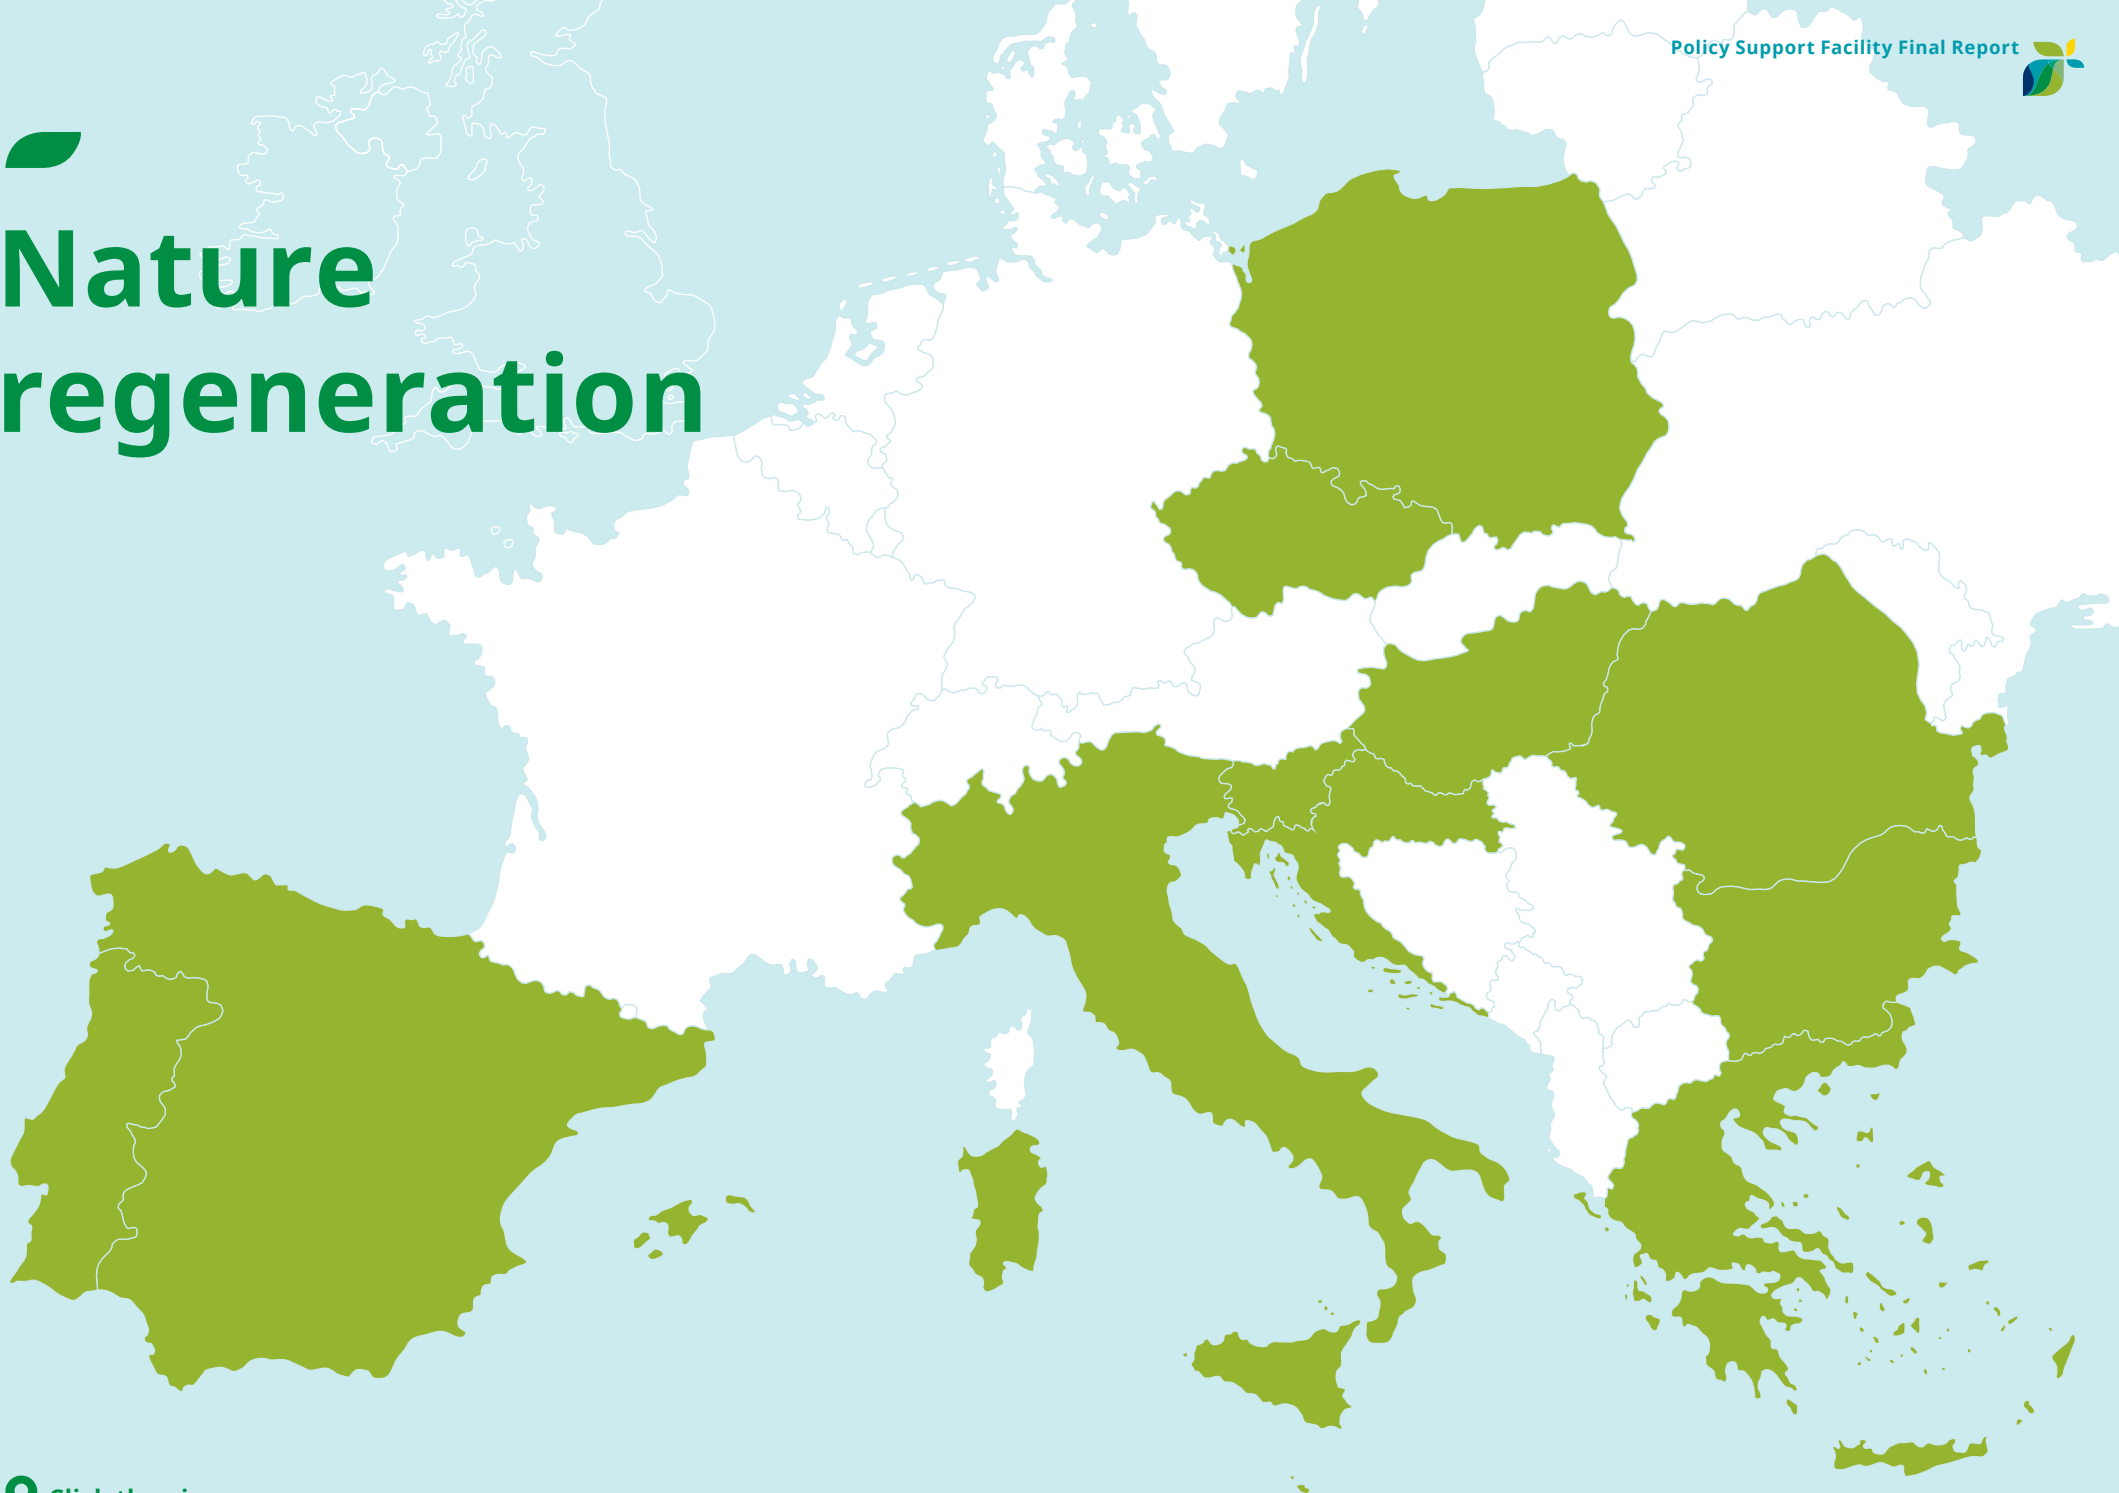 Policy Support Facility Final Report
Nature
regeneration